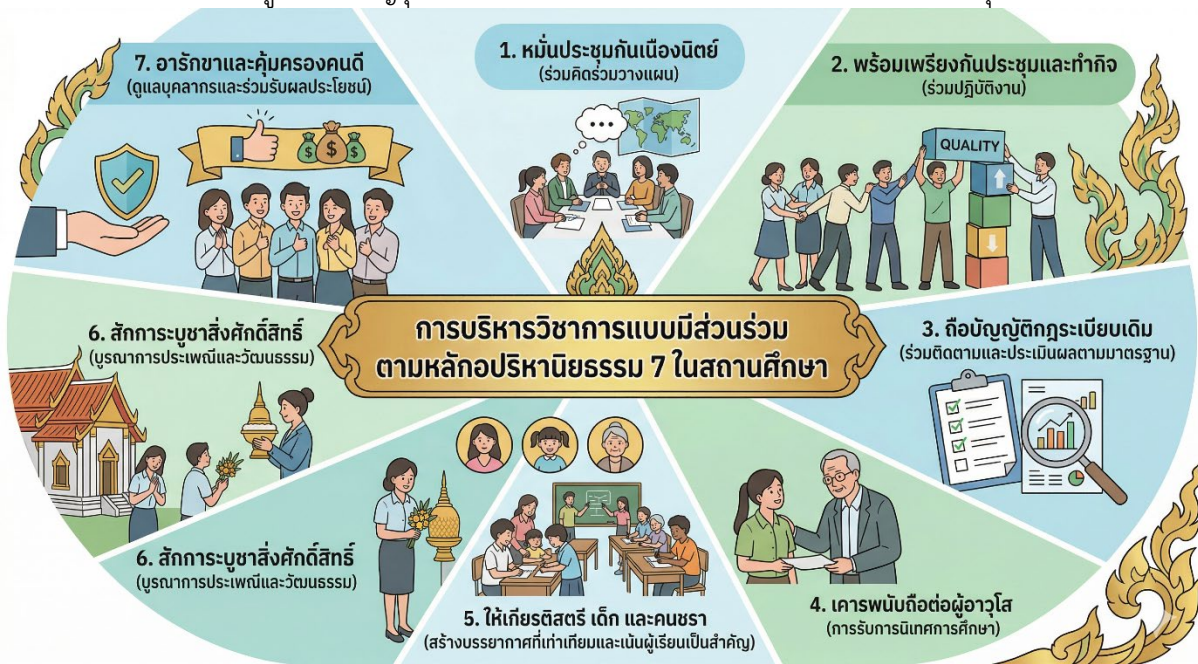 1. หมั่นประชุมกันเนืองนิตย์
(ร่วมคิดร่วมวางแผน)
2. พร้อมเพรียงกันประชุมและทำกิจ
(ร่วมปฏิบัติงาน)
QUALITY
3. ถือบัญญัติกฎระเบียบเดิม
(ร่วมติดตามและประเมินผลตามมาตรฐาน)
4. เคารพนับถือต่อผู้อาวุโส
(การรับการนิเทศการศึกษา)
5. ให้เกียรติสตรี เด็ก และคนชรา
(สร้างบรรยากาศที่เท่าเทียมและเน้นผู้เรียนเป็นสำคัญ)
6. สักการะบูชาสิ่งศักดิ์สิทธิ์
(บูรณาการประเพณีและวัฒนธรรม)
6. สักการะบูชาสิ่งศักดิ์สิทธิ์
(บูรณาการประเพณีและวัฒนธรรม)
7. อารักขาและคุ้มครองคนดี
(ดูแลบุคลากรและร่วมรับผลประโยชน์)
$ $ $
การบริหารวิชาการแบบมีส่วนร่วม
ตามหลักอปริหานิยธรรม 7 ในสถานศึกษา